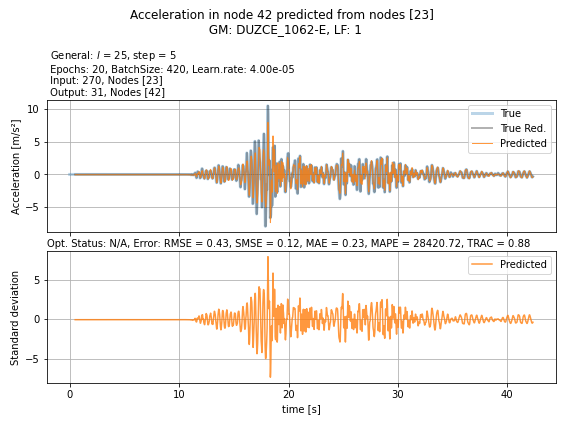 Acceleration in node 42 predicted from nodes [23]
GM: DUZCE_1062-E, LF: 1
General: l = 25, step = 5
Epochs: 20, BatchSize: 420, Learn.rate: 4.00e-05
Input: 270, Nodes [23]
Output: 31, Nodes [42]
Acceleration [m/s²]
10
5
0
−5
True
True Red.
Predicted
Opt. Status: N/A, Error: RMSE = 0.43, SMSE = 0.12, MAE = 0.23, MAPE = 28420.72, TRAC = 0.88
Standard deviation
5
0
−5
Predicted
0 10 20 30 40
time [s]